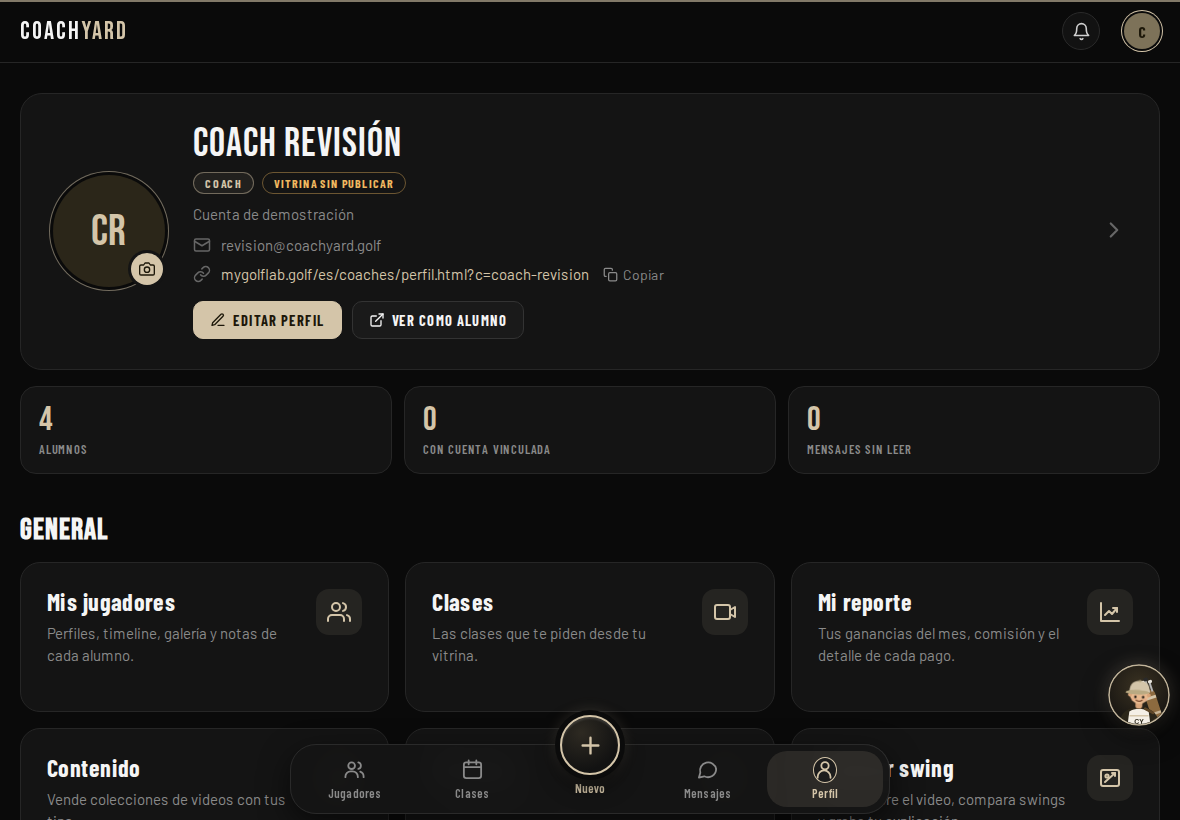 COACHYARD
C
COACH REVISIÓN
COACH
VITRINA SIN PUBLICAR
CR
Cuenta de demostración
revision@coachyard.golf
mygolflab.golf/es/coaches/perfil.html?c=coach-revision
Copiar
EDITAR PERFIL
VER COMO ALUMNO
4
ALUMNOS
0
CON CUENTA VINCULADA
0
MENSAJES SIN LEER
GENERAL
Mis jugadores
Perfiles, timeline, galería y notas de
cada alumno.
Clases
Las clases que te piden desde tu
vitrina.
Mi reporte
Tus ganancias del mes, comisión y el
detalle de cada pago.
CY
Contenido
Vende colecciones de videos con tus
swing
el video, compara swings
Jugadores
Clases
Nuevo
Mensajes
Perfil